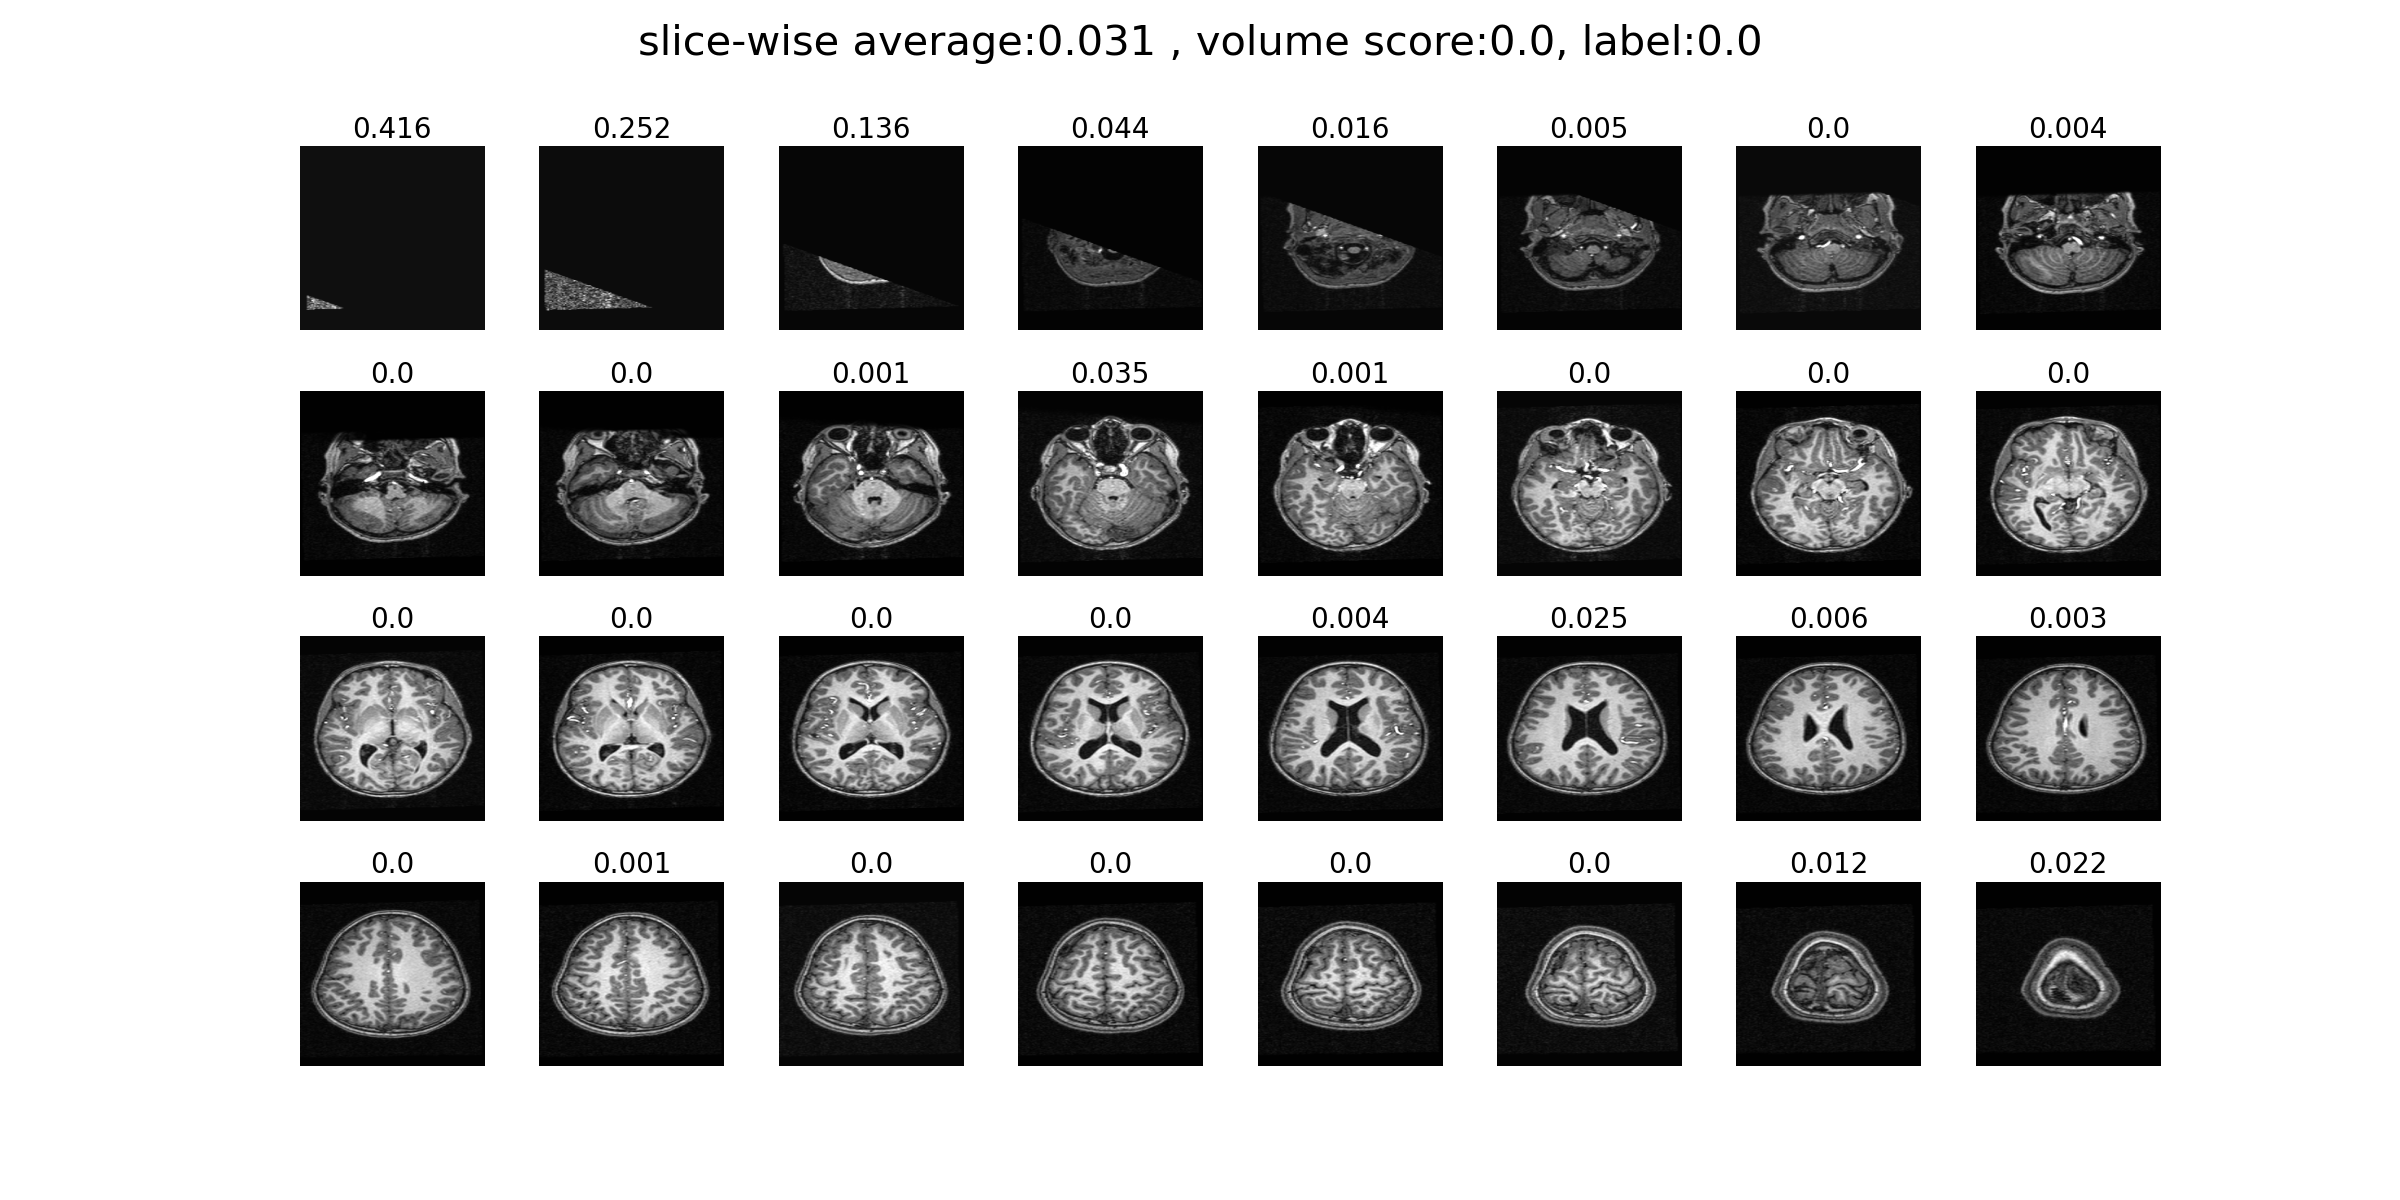 slice-wise average:0.031 , volume score:0.0, label:0.0
0.416 0.252 0.136 0.044 0.016 0.005 0.0 0.004
0.0 0.0 0.001 0.035 0.001 0.0 0.0 0.0
0.0 0.0 0.0 0.0 0.004 0.025 0.006 0.003
0.0 0.001 0.0 0.0 0.0 0.0 0.012 0.022